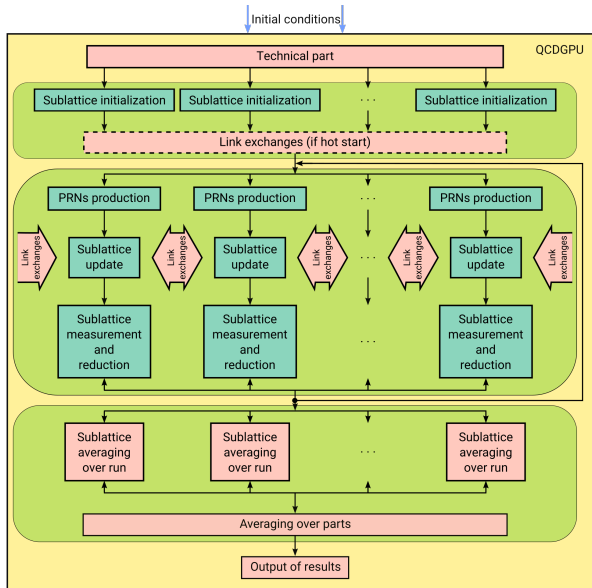 Initial conditions
QCDGPU
Technical part
Sublattice initialization
Sublattice initialization
. . .
Sublattice initialization
Link exchanges (if hot start)
PRNs production
PRNs production
. . .
PRNs production
Link
exchanges
Sublattice
update
Link
exchanges
Sublattice
update
Link
exchanges
. . .
Link
exchanges
Sublattice
update
Link
exchanges
Sublattice
measurement
and
reduction
Sublattice
measurement
and
reduction
. . .
Sublattice
measurement
and
reduction
Sublattice
averaging
over run
Sublattice
averaging
over run
. . .
Sublattice
averaging
over run
Averaging over parts
Output of results